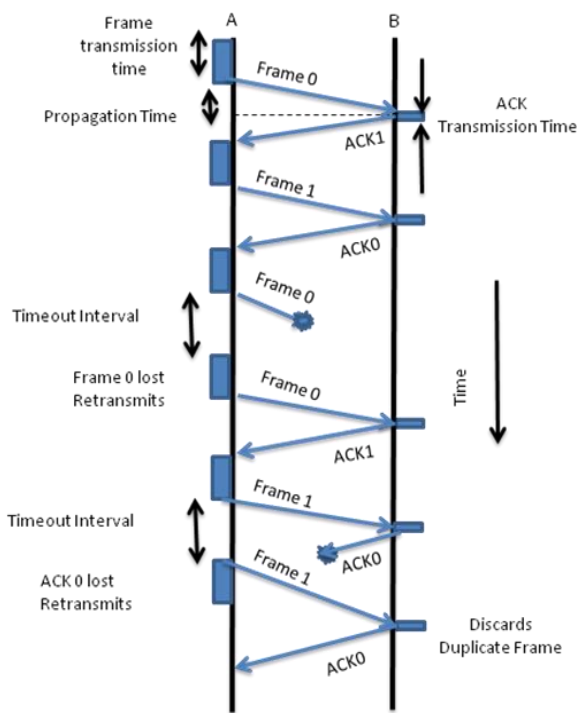 A
B
Frame
transmission
time
Frame 0
Propagation Time
ACK
Transmission Time
ACK1
Frame 1
ACK0
Frame 0
Timeout Interval
Frame 0 lost
Retransmits
Frame 0
Time
ACK1
Frame 1
Timeout Interval
ACK0
Frame 1
ACK 0 lost
Retransmits
Discards
Duplicate Frame
ACK0